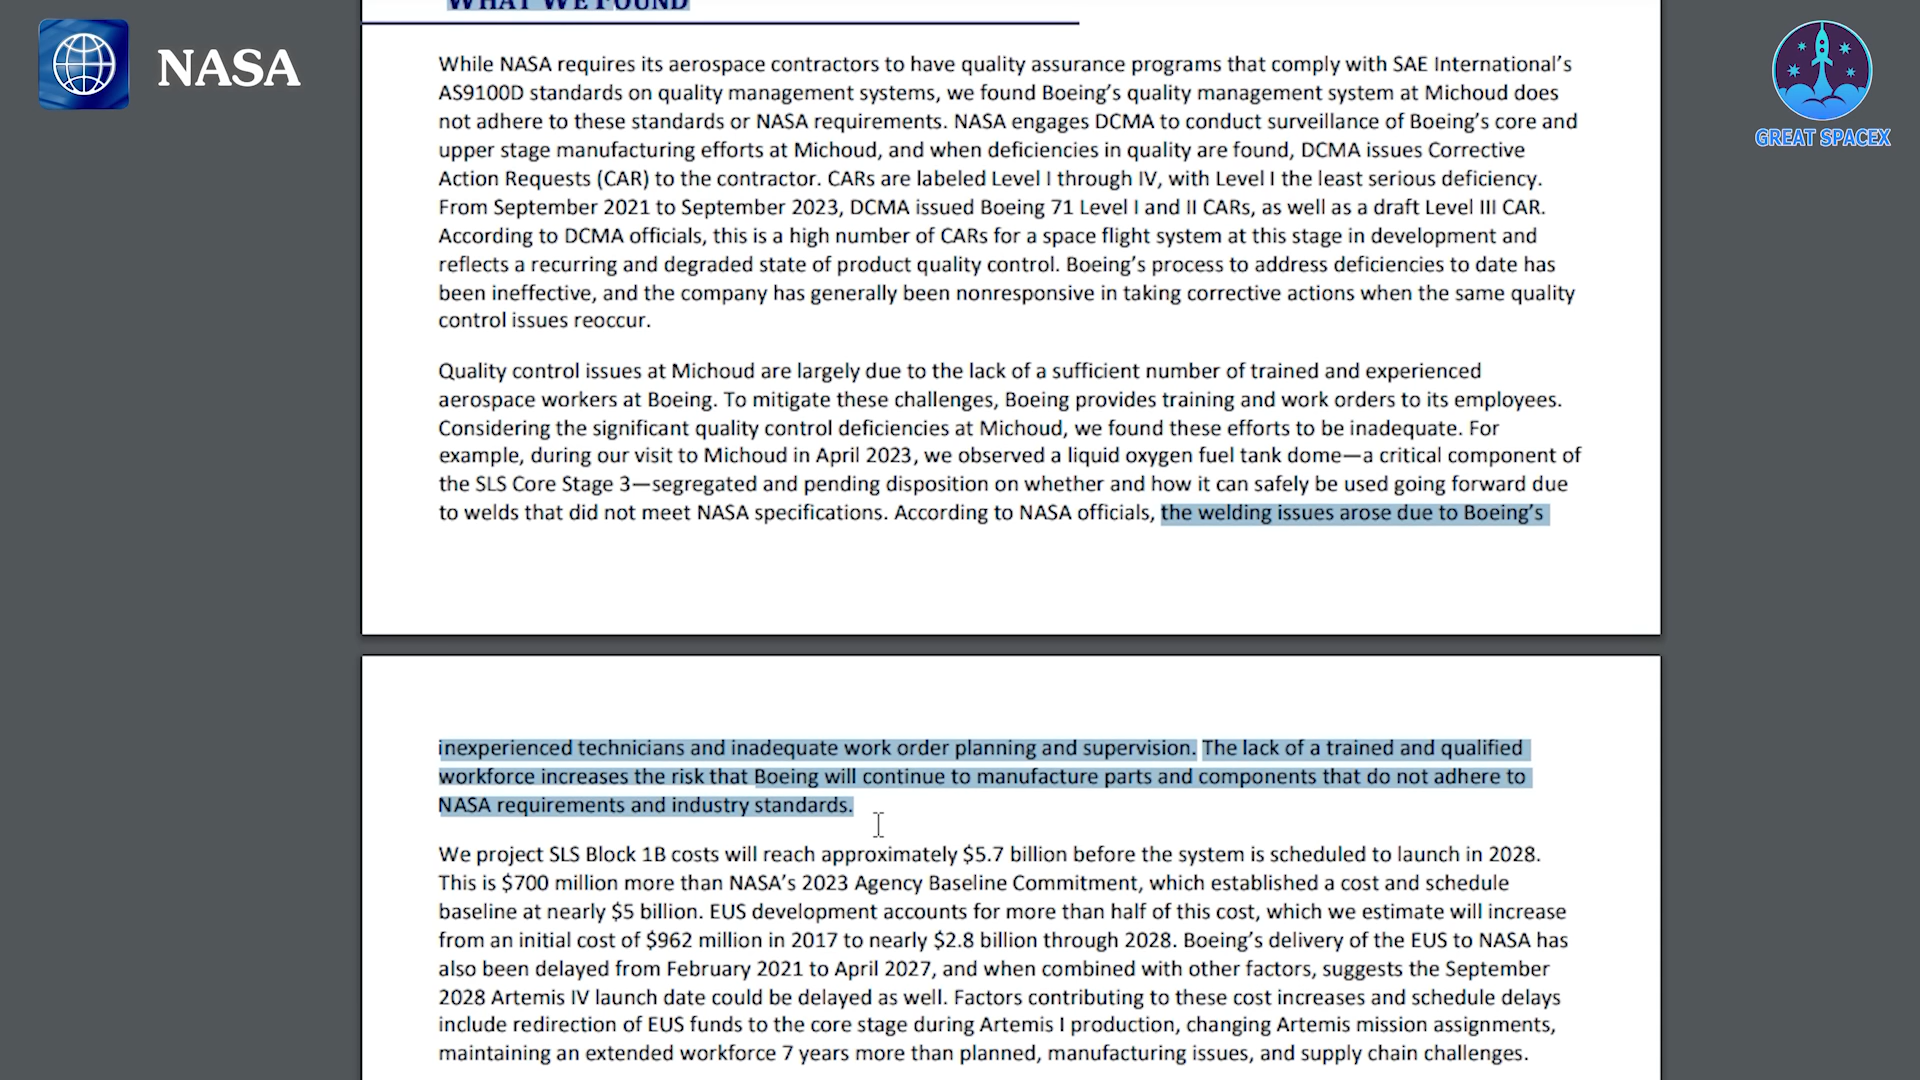 WHAT WE FOUND
NASA
GREAT SPACEX
While NASA requires its aerospace contractors to have quality assurance programs that comply with SAE International’s
AS9100D standards on quality management systems, we found Boeing’s quality management system at Michoud does
not adhere to these standards or NASA requirements. NASA engages DCMA to conduct surveillance of Boeing’s core and
upper stage manufacturing efforts at Michoud, and when deficiencies in quality are found, DCMA issues Corrective
Action Requests (CAR) to the contractor. CARs are labeled Level I through IV, with Level I the least serious deficiency.
From September 2021 to September 2023, DCMA issued Boeing 71 Level I and II CARs, as well as a draft Level III CAR.
According to DCMA officials, this is a high number of CARs for a space flight system at this stage in development and
reflects a recurring and degraded state of product quality control. Boeing’s process to address deficiencies to date has
been ineffective, and the company has generally been nonresponsive in taking corrective actions when the same quality
control issues reoccur.
Quality control issues at Michoud are largely due to the lack of a sufficient number of trained and experienced
aerospace workers at Boeing. To mitigate these challenges, Boeing provides training and work orders to its employees.
Considering the significant quality control deficiencies at Michoud, we found these efforts to be inadequate. For
example, during our visit to Michoud in April 2023, we observed a liquid oxygen fuel tank dome—a critical component of
the SLS Core Stage 3—segregated and pending disposition on whether and how it can safely be used going forward due
to welds that did not meet NASA specifications. According to NASA officials, the welding issues arose due to Boeing’s
inexperienced technicians and inadequate work order planning and supervision. The lack of a trained and qualified
workforce increases the risk that Boeing will continue to manufacture parts and components that do not adhere to
NASA requirements and industry standards.
We project SLS Block 1B costs will reach approximately $5.7 billion before the system is scheduled to launch in 2028.
This is $700 million more than NASA’s 2023 Agency Baseline Commitment, which established a cost and schedule
baseline at nearly $5 billion. EUS development accounts for more than half of this cost, which we estimate will increase
from an initial cost of $962 million in 2017 to nearly $2.8 billion through 2028. Boeing’s delivery of the EUS to NASA has
also been delayed from February 2021 to April 2027, and when combined with other factors, suggests the September
2028 Artemis IV launch date could be delayed as well. Factors contributing to these cost increases and schedule delays
include redirection of EUS funds to the core stage during Artemis I production, changing Artemis mission assignments,
maintaining an extended workforce 7 years more than planned, manufacturing issues, and supply chain challenges.